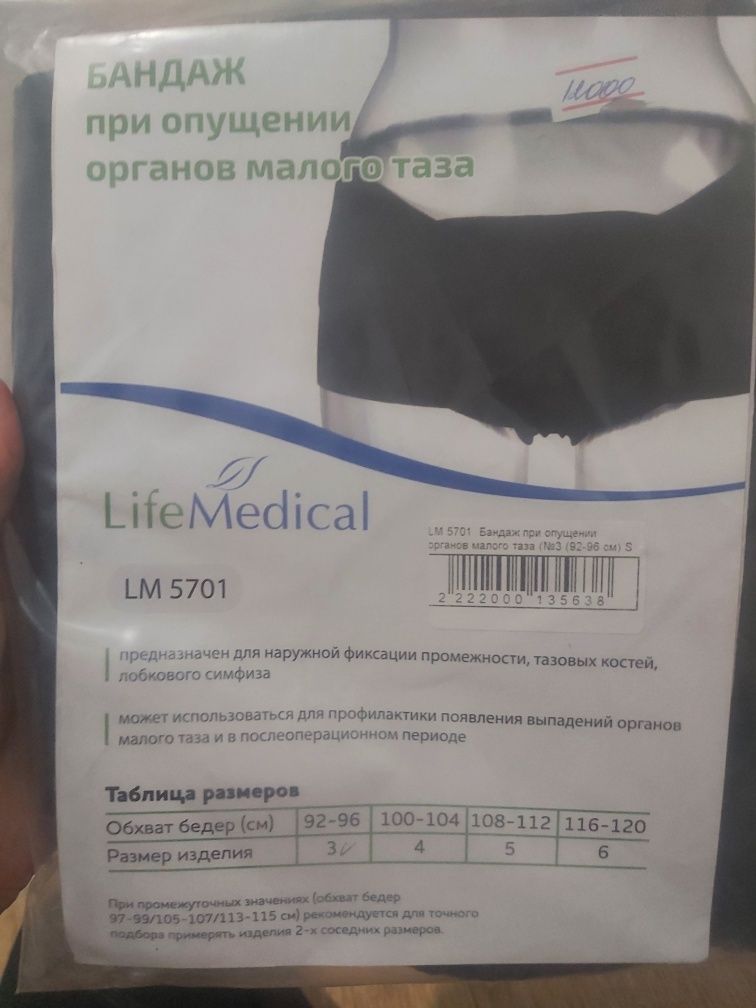 БАНДАЖ
при опущении
органов малого таза
LifeMedical
LM 5701
LM 5701 Бандаж при опущении
органов малого таза (№3 (92-96 см) S
2 222000 135638
предназначен для наружной фиксации промежности, тазовых костей,
лобкового симфиза
может использоваться для профилактики появления выпадений органов
малого таза и в послеоперационном периоде
Таблица размеров
Обхват бедер (см) 92-96 100-104 108-112 116-120
Размер изделия 3 4 5 6
При промежуточных значениях (обхват бедер
97-99/105-107/113-115 см) рекомендуется для точного
подбора примерять изделия 2-х соседних размеров.